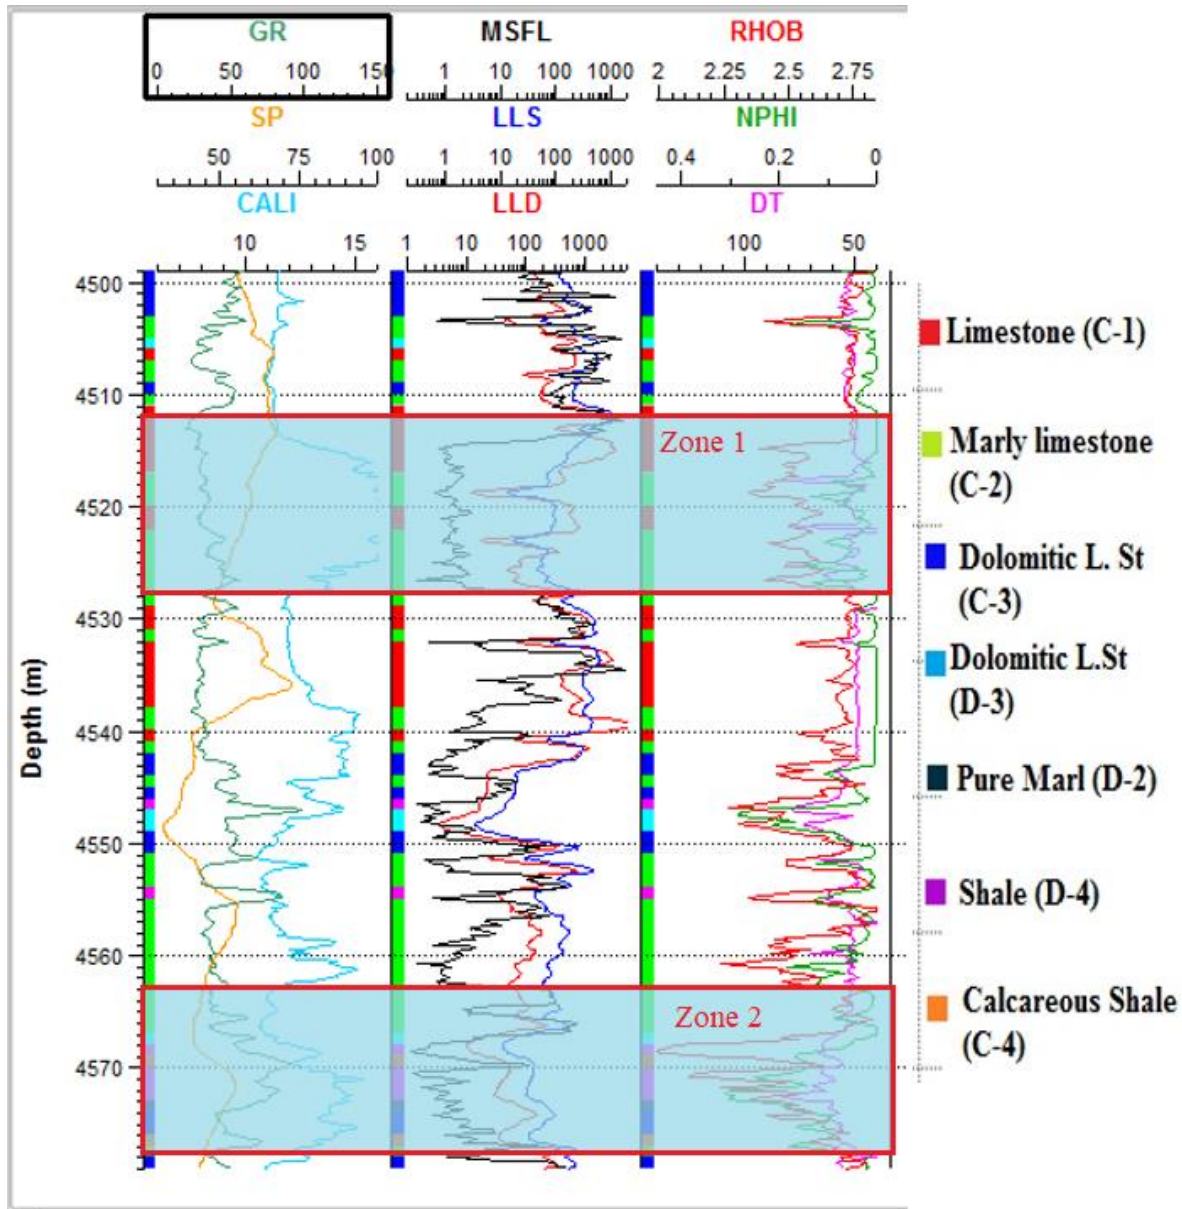 GR MSFL RHOB
0 50 100 150 1 10 100 1000 2 2.25 2.5 2.75
SP LLS NPHI
50 75 100 1 10 100 1000 0.4 0.2 0
CALI LLD DT
10 15 1 10 100 1000 100 50
4500
4510
4520
4530
4540
4550
4560
4570
Depth (m)
Zone 1
Zone 2
Limestone (C-1)
Marly limestone
(C-2)
Dolomitic L. St
(C-3)
Dolomitic L.St
(D-3)
Pure Marl (D-2)
Shale (D-4)
Calcareous Shale
(C-4)